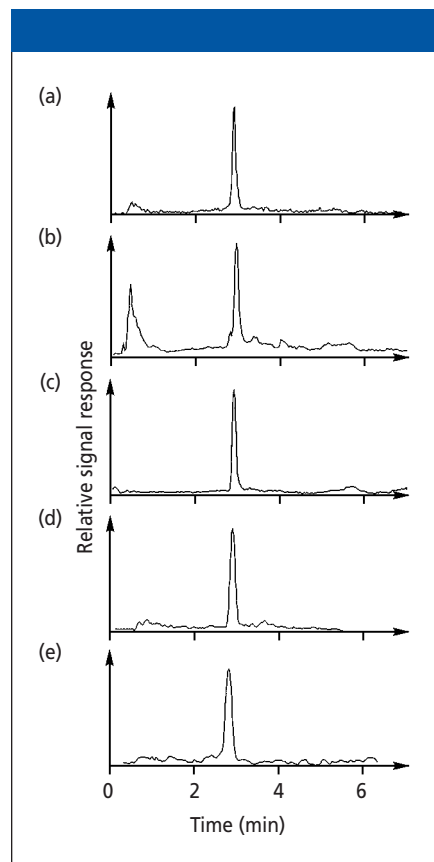 (a)
(b)
(c)
(d)
(e)
Relative signal response
0 2 4 6
Time (min)